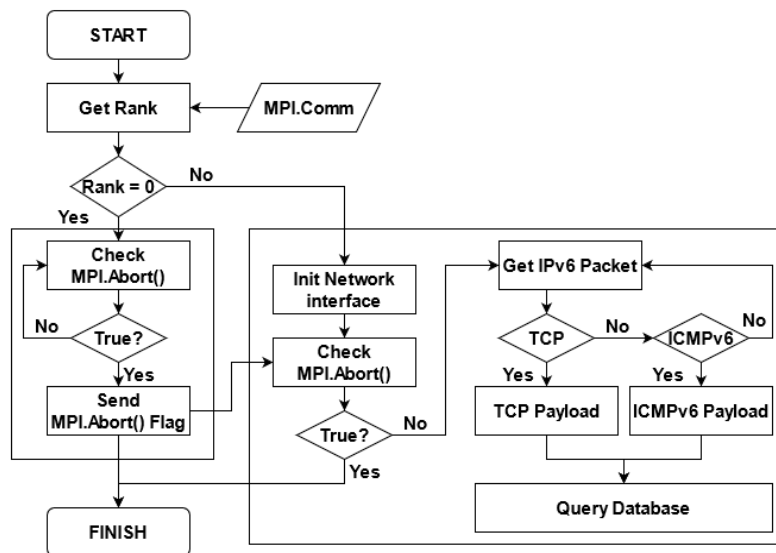 START
Get Rank
MPI.Comm
Rank = 0
No
Yes
Check
MPI.Abort()
No
True?
Yes
Send
MPI.Abort() Flag
FINISH
Init Network
interface
Check
MPI.Abort()
True?
No
Yes
Get IPv6 Packet
TCP
No
ICMPv6
No
Yes
Yes
TCP Payload
ICMPv6 Payload
Query Database